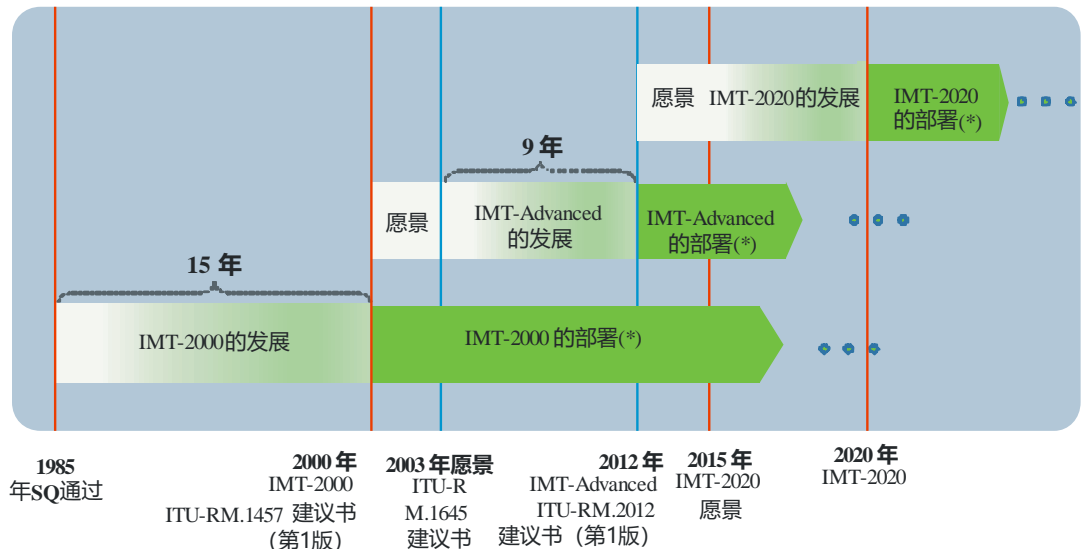 愿景 IMT-2020的发展
IMT-2020
的部署(*)
9 年
愿景
IMT-Advanced
的发展
IMT-Advanced
的部署(*)
15 年
IMT-2000的发展
IMT-2000 的部署(*)
1985
年SQ通过
2000 年
IMT-2000
ITU-RM.1457 建议书
(第1版)
2003 年愿景
ITU-R
M.1645
建议书
2012 年
IMT-Advanced
ITU-RM.2012
建议书 (第1版)
2015 年
IMT-2020
愿景
2020 年
IMT-2020